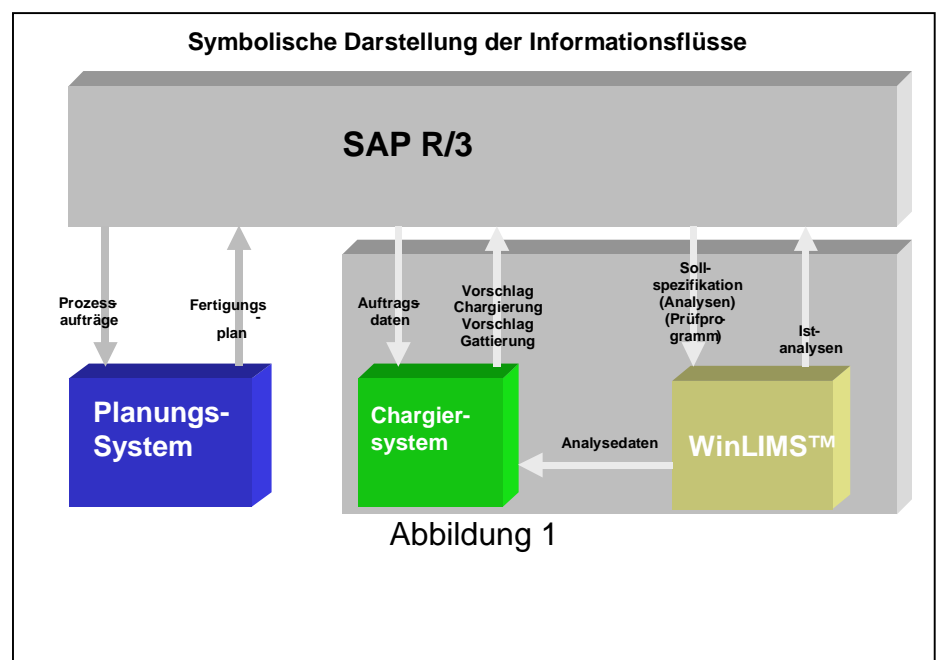 Symbolische Darstellung der Informationsflüsse
SAP R/3
Prozess-
aufträge
Fertigungs
-
plan
Auftrags-
daten
Vorschlag
Chargierung
Vorschlag
Gattierung
Soll-
spezifikation
(Analysen)
(Prüfpro-
gramm)
Ist-
analysen
Planungs-
System
Chargier-
system
Analysedaten
WinLIMS™
Abbildung 1